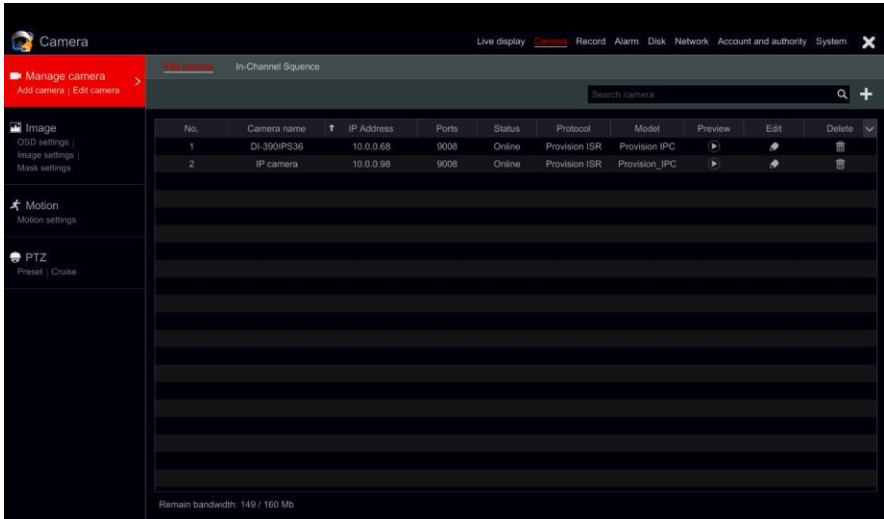 Camera
Live display Camera Record Alarm Disk Network Account and authority System
Manage camera
Add camera | Edit camera
Edit camera In-Channel Squence
Search camera
Image
OSD settings |
Image settings |
Mask settings
Motion
Motion settings
PTZ
Preset | Cruise
No. Camera name IP Address Ports Status Protocol Model Preview Edit Delete
1 DI-390IPS36 10.0.0.68 9008 Online Provision ISR Provision IPC
2 IP camera 10.0.0.98 9008 Online Provision ISR Provision_IPC
Remain bandwidth: 149 / 160 Mb